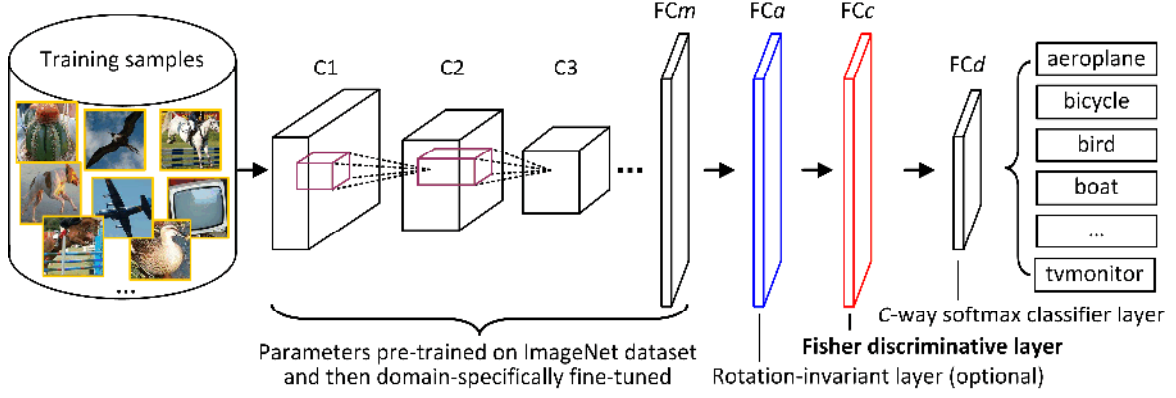 Training samples
...
C1
C2
C3
...
FCm
FCa
FCc
FCd
aeroplane
bicycle
bird
boat
...
tvmonitor
C-way softmax classifier layer
Fisher discriminative layer
Rotation-invariant layer (optional)
Parameters pre-trained on ImageNet dataset
and then domain-specifically fine-tuned